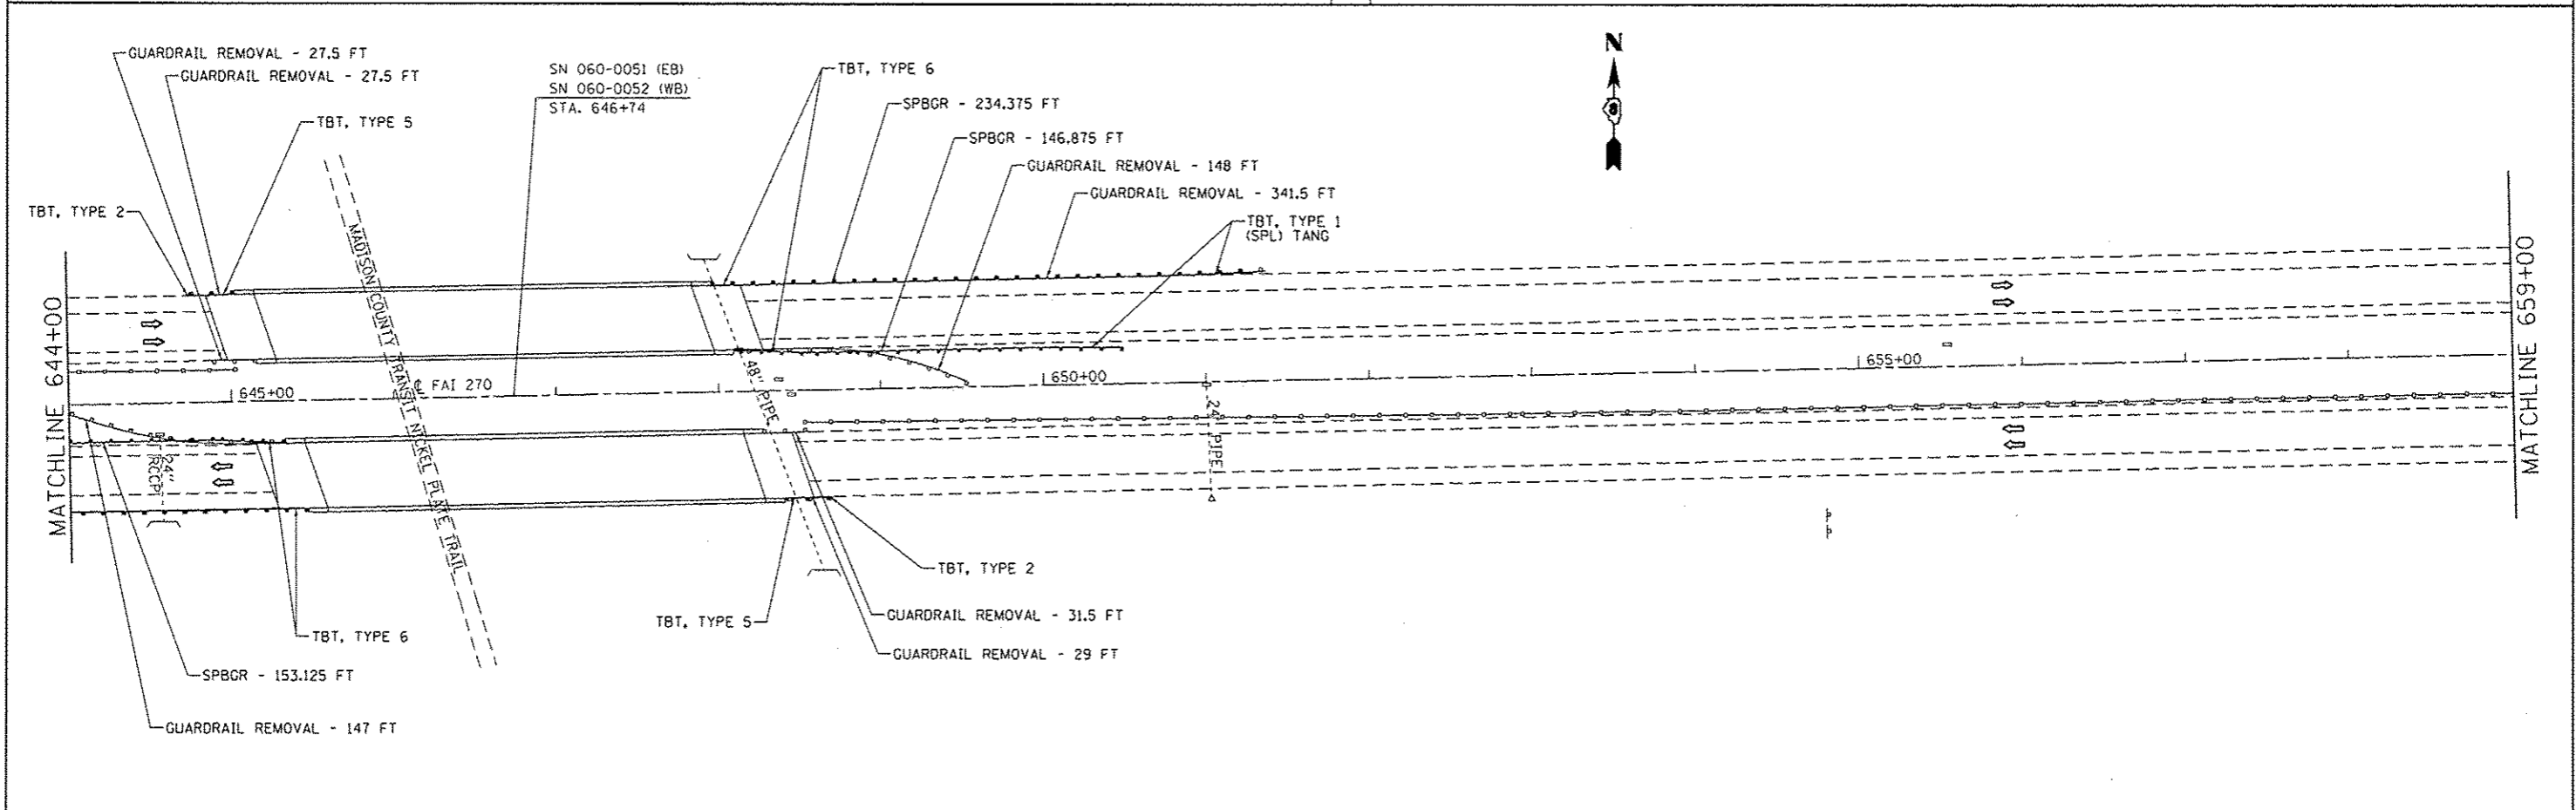 N
8
GUARDRAIL REMOVAL - 27.5 FT
GUARDRAIL REMOVAL - 27.5 FT
TBT, TYPE 5
TBT, TYPE 2
SN 060-0051 (EB)
SN 060-0052 (WB)
STA. 646+74
TBT, TYPE 6
SPBGR - 234.375 FT
SPBGR - 146.875 FT
GUARDRAIL REMOVAL - 148 FT
GUARDRAIL REMOVAL - 341.5 FT
TBT, TYPE 1
(SPL) TANG
MATCHLINE 644+00
MADISON COUNTY TRANSIT NICKEL PLATE TRAIL
645+00
℄ FAI 270
48" PIPE
650+00
24" PIPE
655+00
MATCHLINE 659+00
24"
RCCP
TBT, TYPE 6
SPBGR - 153.125 FT
GUARDRAIL REMOVAL - 147 FT
TBT, TYPE 2
TBT, TYPE 5
GUARDRAIL REMOVAL - 31.5 FT
GUARDRAIL REMOVAL - 29 FT